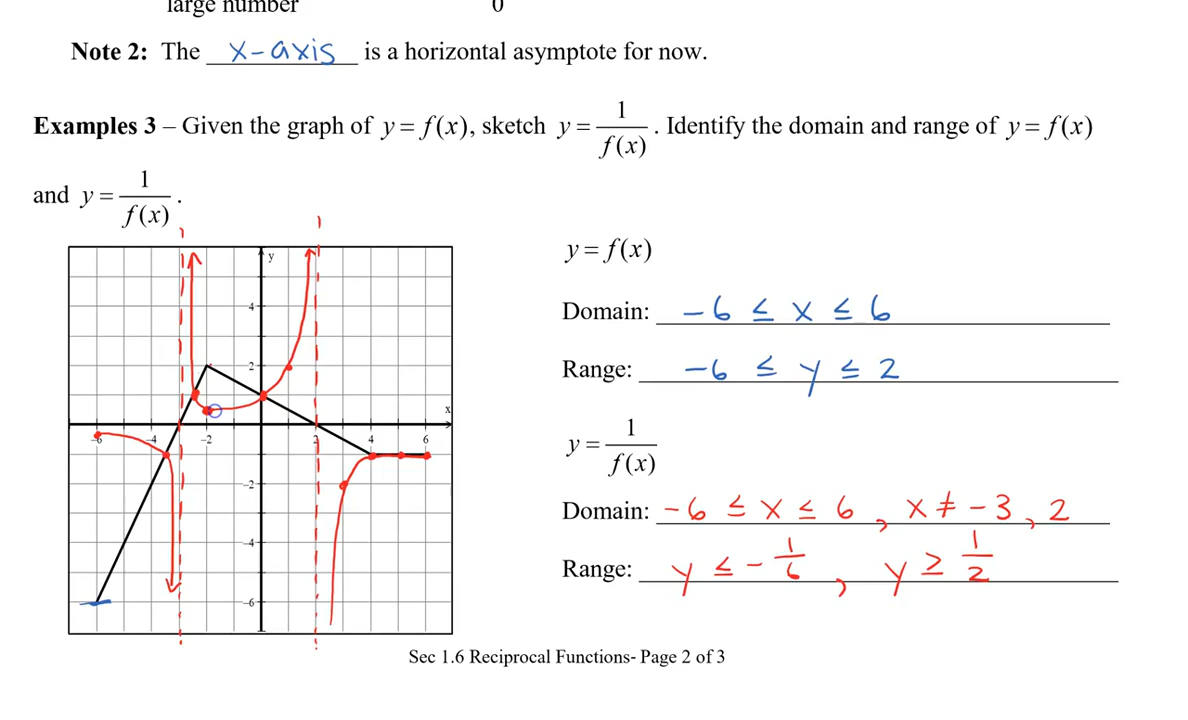 large number 0
Note 2: The x-axis is a horizontal asymptote for now.
Examples 3 – Given the graph of y = f(x), sketch y = 1/f(x). Identify the domain and range of y = f(x)
and y = 1/f(x).
y = f(x)
Domain: -6 ≤ x ≤ 6
Range: -6 ≤ y ≤ 2
y = 1/f(x)
Domain: -6 ≤ x ≤ 6, x ≠ -3, 2
Range: y ≤ -1/6, y ≥ 1/2
y
4
2
x
-6 -4 -2 2 4 6
-2
-4
-6
Sec 1.6 Reciprocal Functions- Page 2 of 3